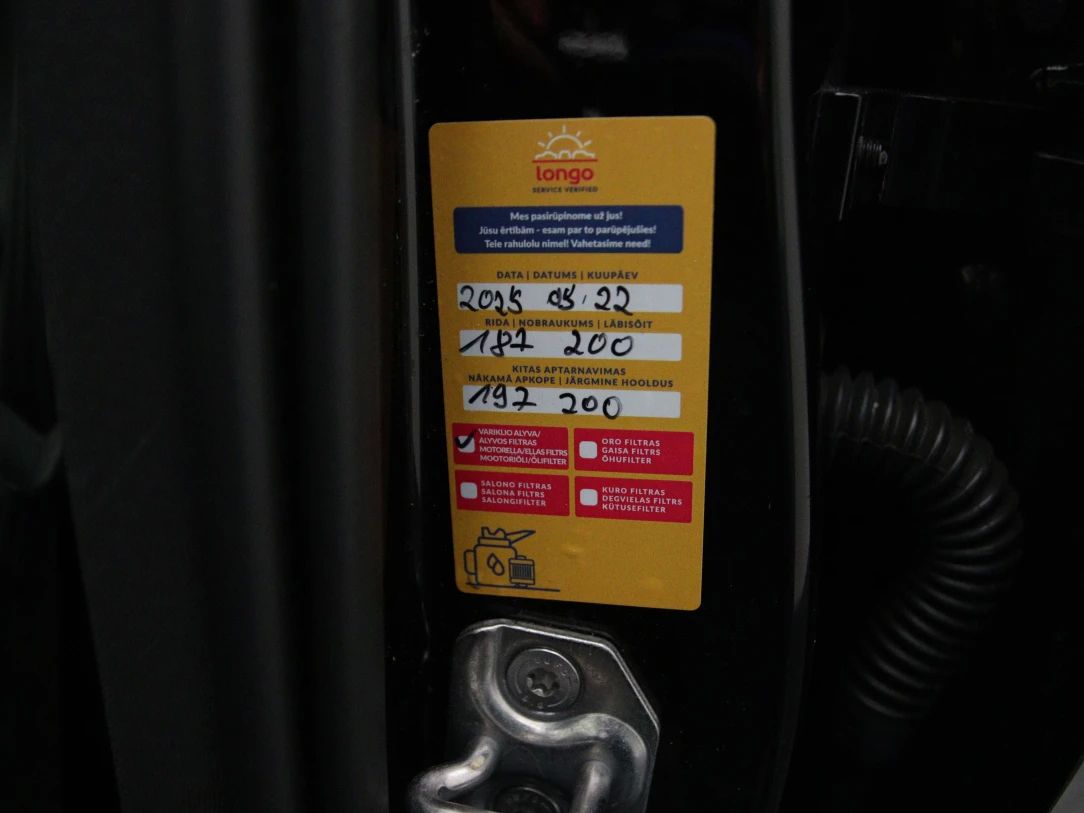 longo
SERVICE VERIFIED
Mes pasirūpinome už jus!
Jūsu ērtībām - esam par to parūpējušies!
Teie rahulolu nimel! Vahetasime need!
DATA | DATUMS | KUUPÄEV
2025 05.22
RIDA | NOBRAUKUMS | LÄBISÕIT
187 200
KITAS APTARNAVIMAS
NĀKAMĀ APKOPE | JÄRGMINE HOOLDUS
197 200
VARIKLIO ALYVA/
ALYVOS FILTRAS
MOTORELLA/ELLAS FILTRS
MOOTORIÕLI/ÕLIFILTER
ORO FILTRAS
GAISA FILTRS
ÕHUFILTER
SALONO FILTRAS
SALONA FILTRS
SALONGIFILTER
KURO FILTRAS
DEGVIELAS FILTRS
KÜTUSEFILTER